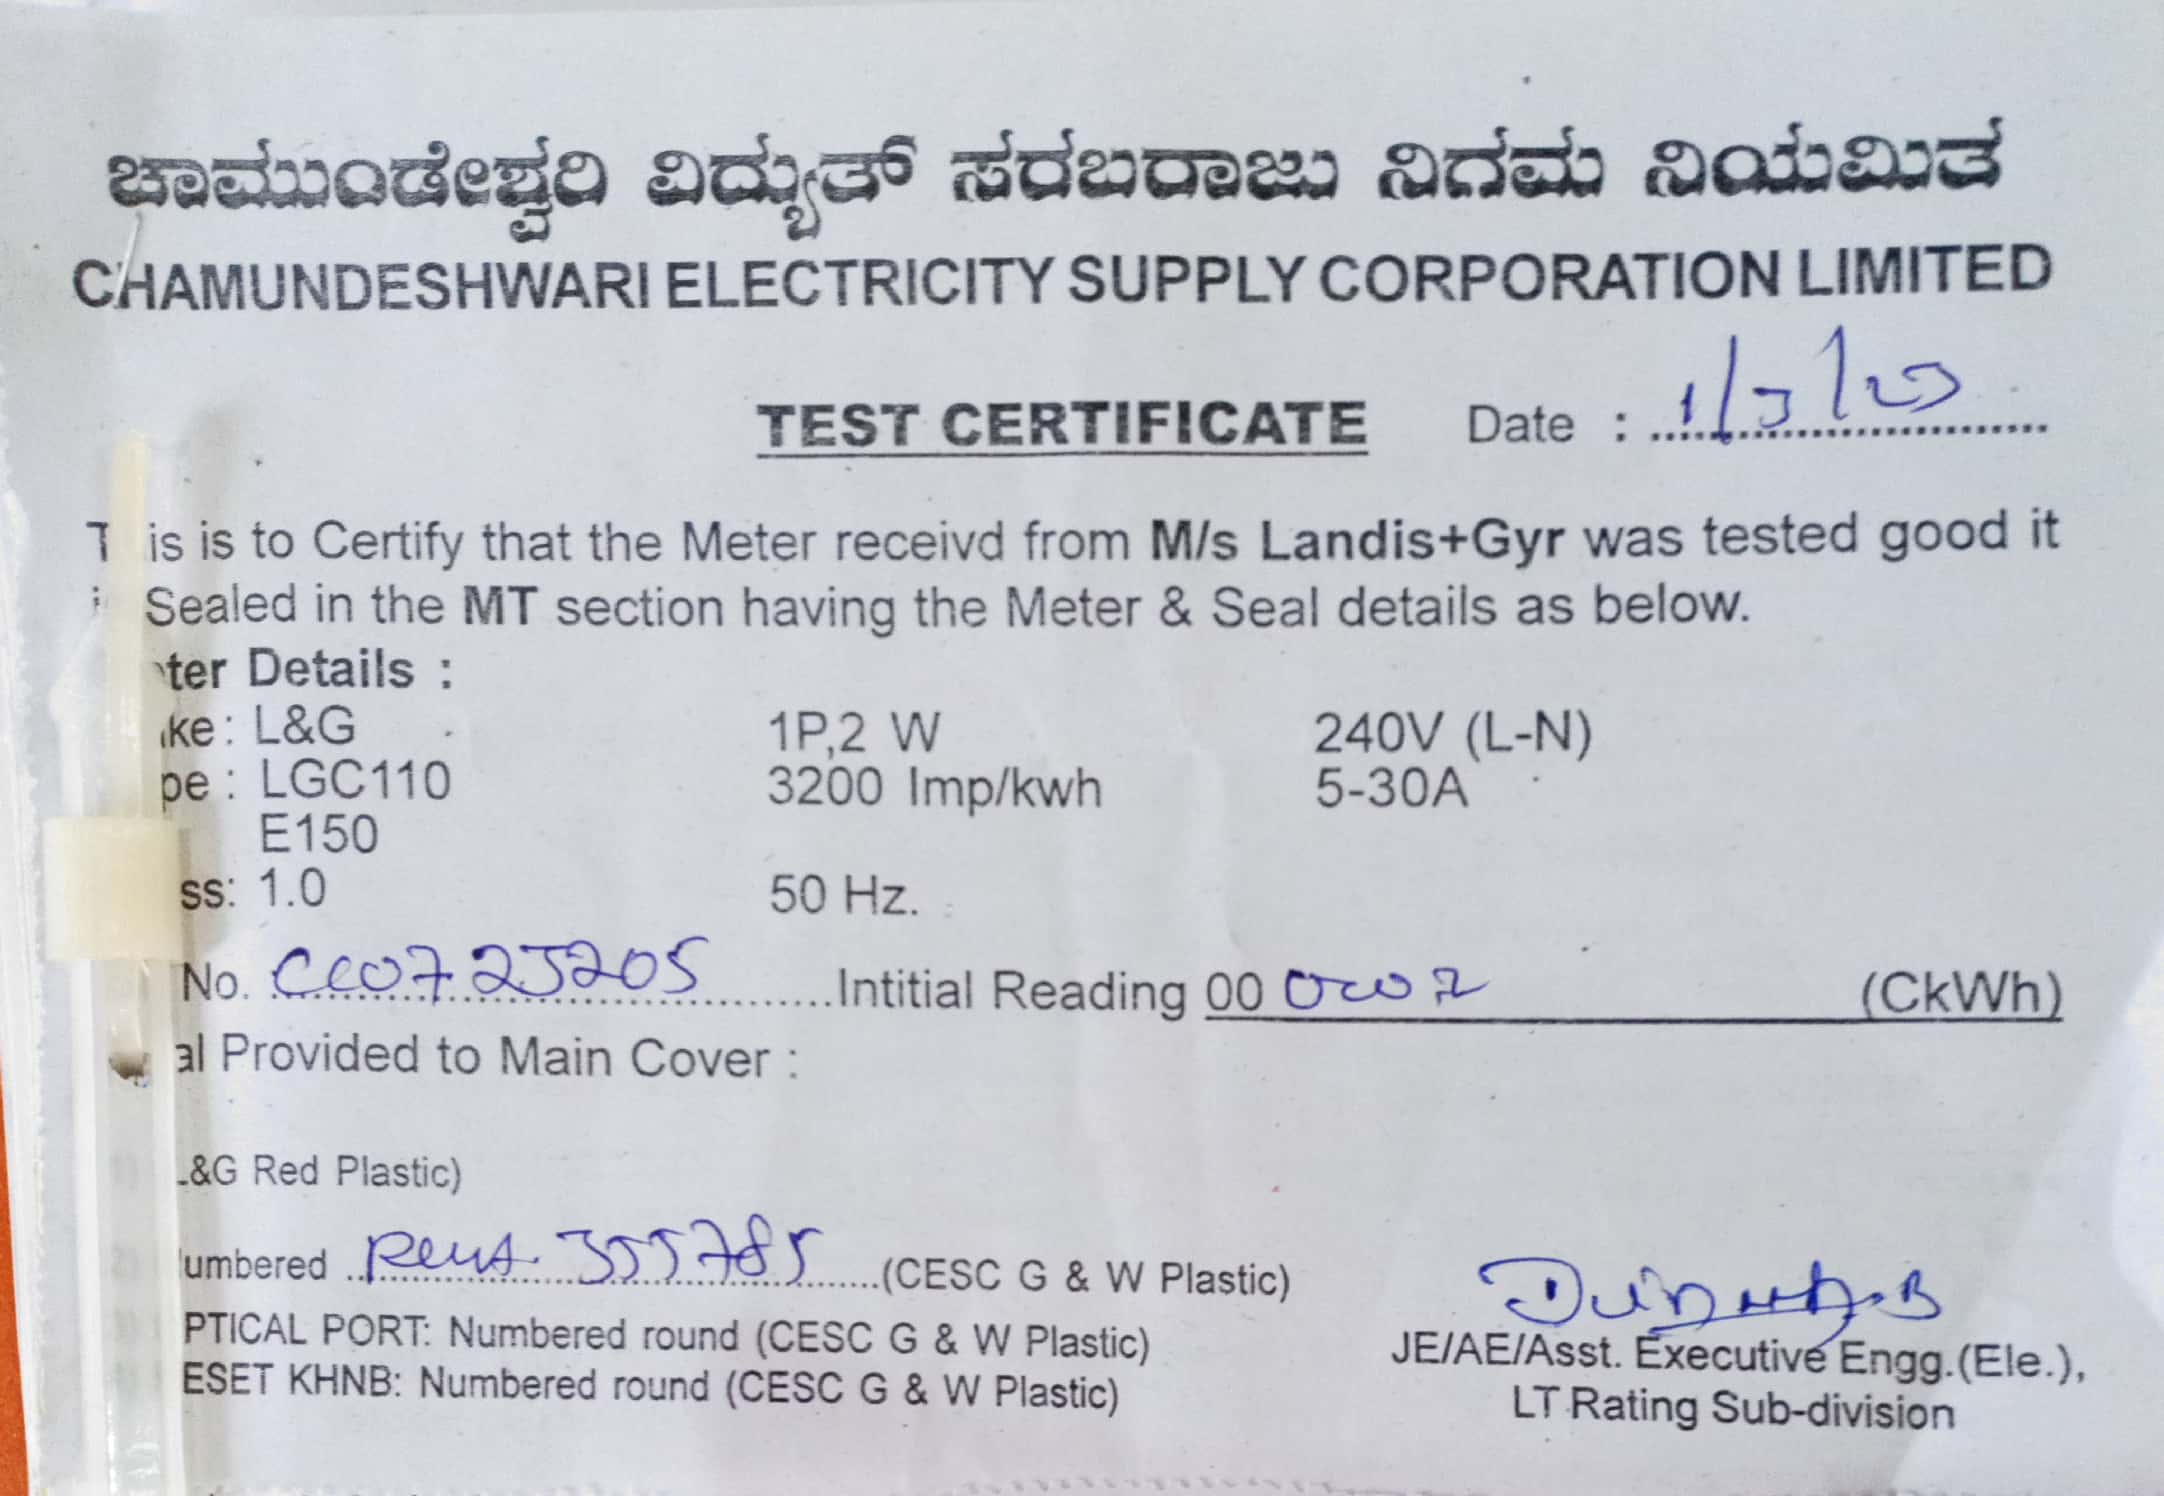 ಚಾಮುಂಡೇಶ್ವರಿ ವಿದ್ಯುತ್ ಸರಬರಾಜು ನಿಗಮ ನಿಯಮಿತ
CHAMUNDESHWARI ELECTRICITY SUPPLY CORPORATION LIMITED
TEST CERTIFICATE Date :
This is to Certify that the Meter receivd from M/s Landis+Gyr was tested good it
Sealed in the MT section having the Meter & Seal details as below.
ter Details :
ke : L&G 1P,2 W 240V (L-N)
pe : LGC110 3200 Imp/kwh 5-30A
E150
ss: 1.0 50 Hz.
No. Intitial Reading 00 (CkWh)
al Provided to Main Cover :
L&G Red Plastic)
umbered 355785 (CESC G & W Plastic)
PTICAL PORT: Numbered round (CESC G & W Plastic)
ESET KHNB: Numbered round (CESC G & W Plastic)
JE/AE/Asst. Executive Engg.(Ele.),
LT Rating Sub-division